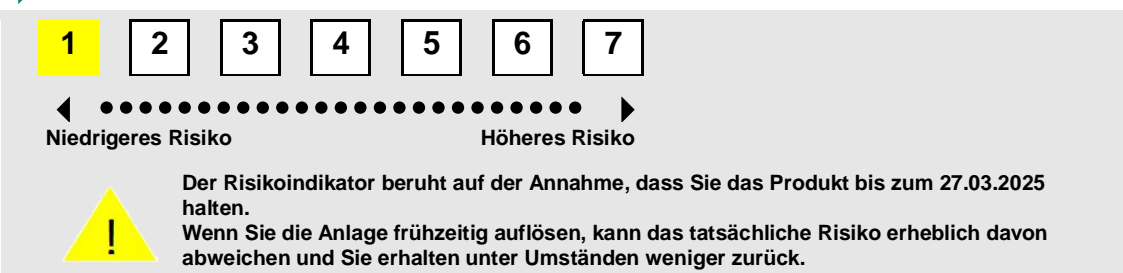 1 2 3 4 5 6 7
Niedrigeres Risiko Höheres Risiko
Der Risikoindikator beruht auf der Annahme, dass Sie das Produkt bis zum 27.03.2025
halten.
Wenn Sie die Anlage frühzeitig auflösen, kann das tatsächliche Risiko erheblich davon
abweichen und Sie erhalten unter Umständen weniger zurück.
!